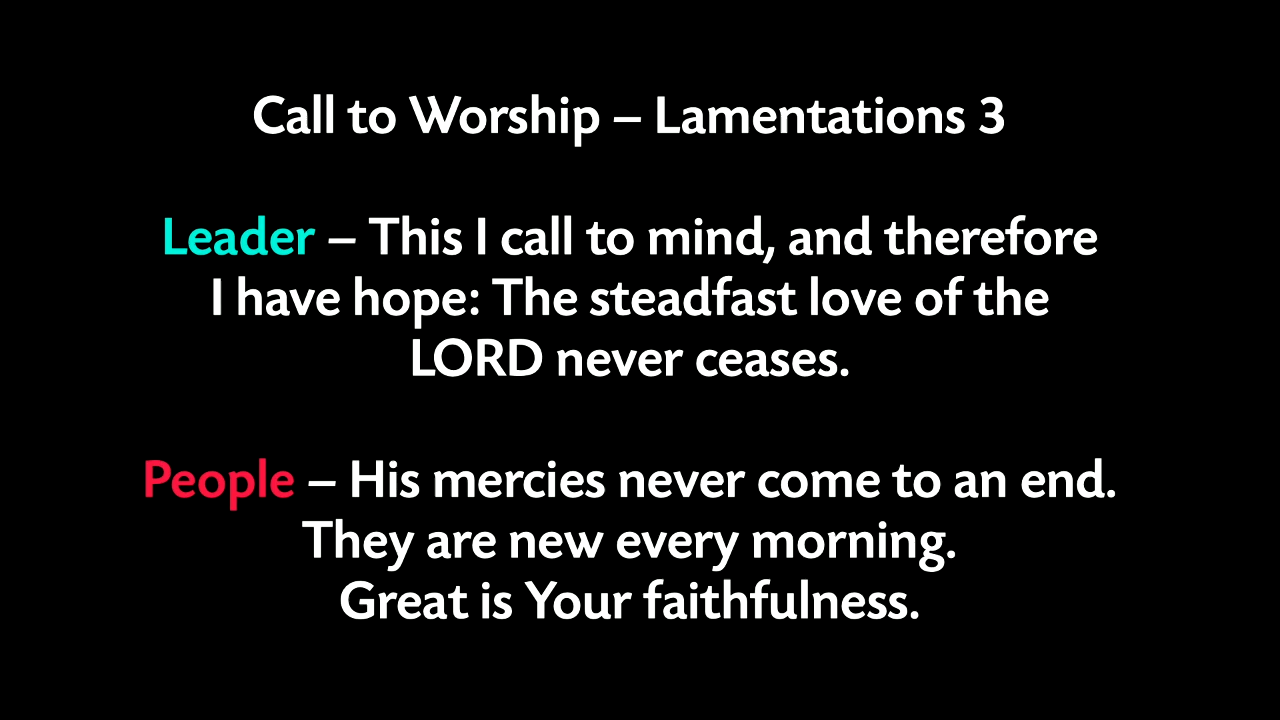 Call to Worship – Lamentations 3
Leader – This I call to mind, and therefore
I have hope: The steadfast love of the
LORD never ceases.
People – His mercies never come to an end.
They are new every morning.
Great is Your faithfulness.